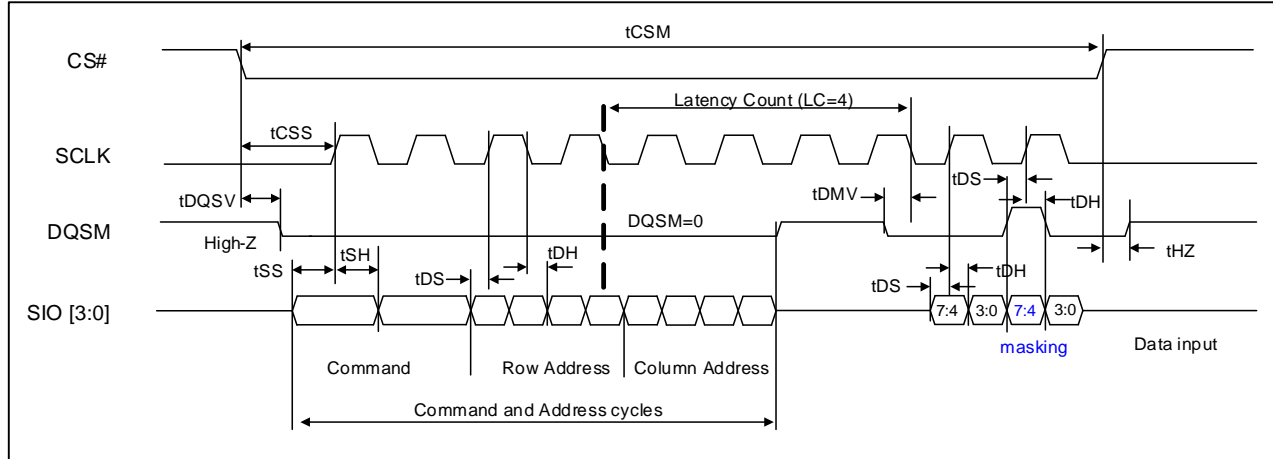 tCSM
CS#
Latency Count (LC=4)
tCSS
SCLK
tDS
tDQSV
tDMV
tDH
DQSM
DQSM=0
High-Z
tHZ
tSS
tSH
tDH
tDS
tDH
tDS
SIO [3:0]
7:4
3:0
7:4
3:0
masking
Data input
Command
Row Address
Column Address
Command and Address cycles